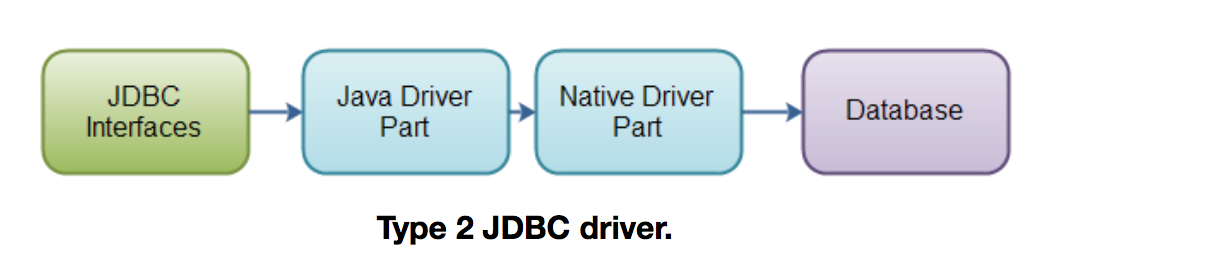 JDBC
Interfaces
Java Driver
Part
Native Driver
Part
Database
Type 2 JDBC driver.